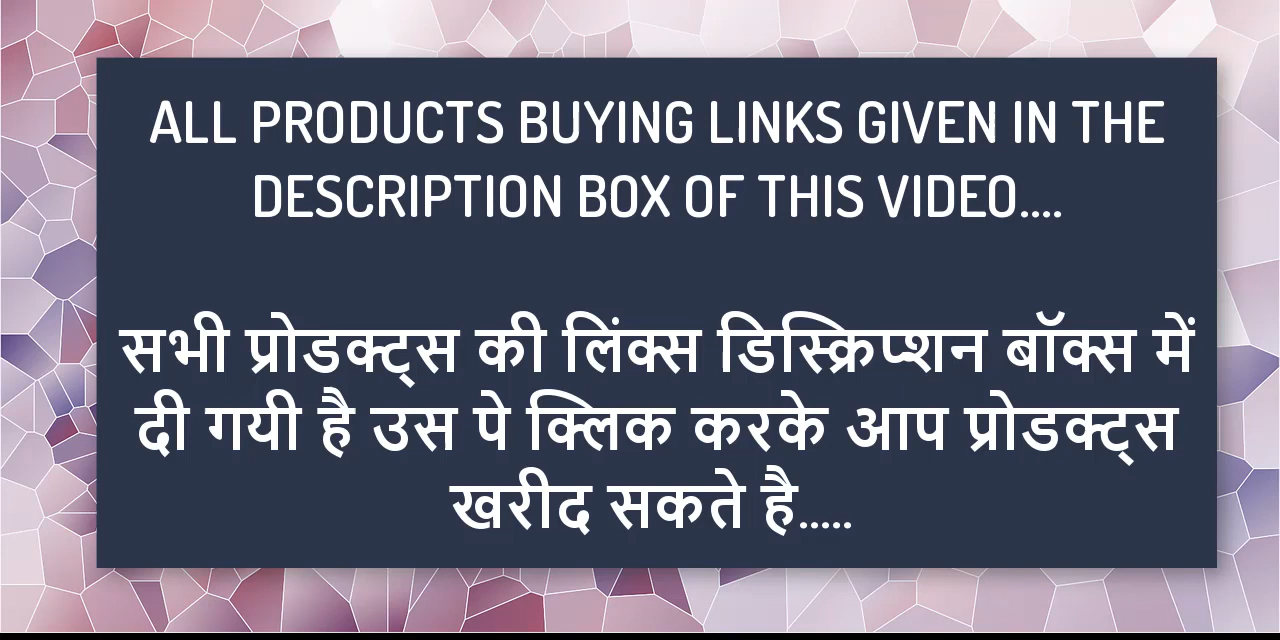 ALL PRODUCTS BUYING LINKS GIVEN IN THE
DESCRIPTION BOX OF THIS VIDEO....
सभी प्रोडक्ट्स की लिंक्स डिस्क्रिप्शन बॉक्स में
दी गयी है उस पे क्लिक करके आप प्रोडक्ट्स
खरीद सकते है.....